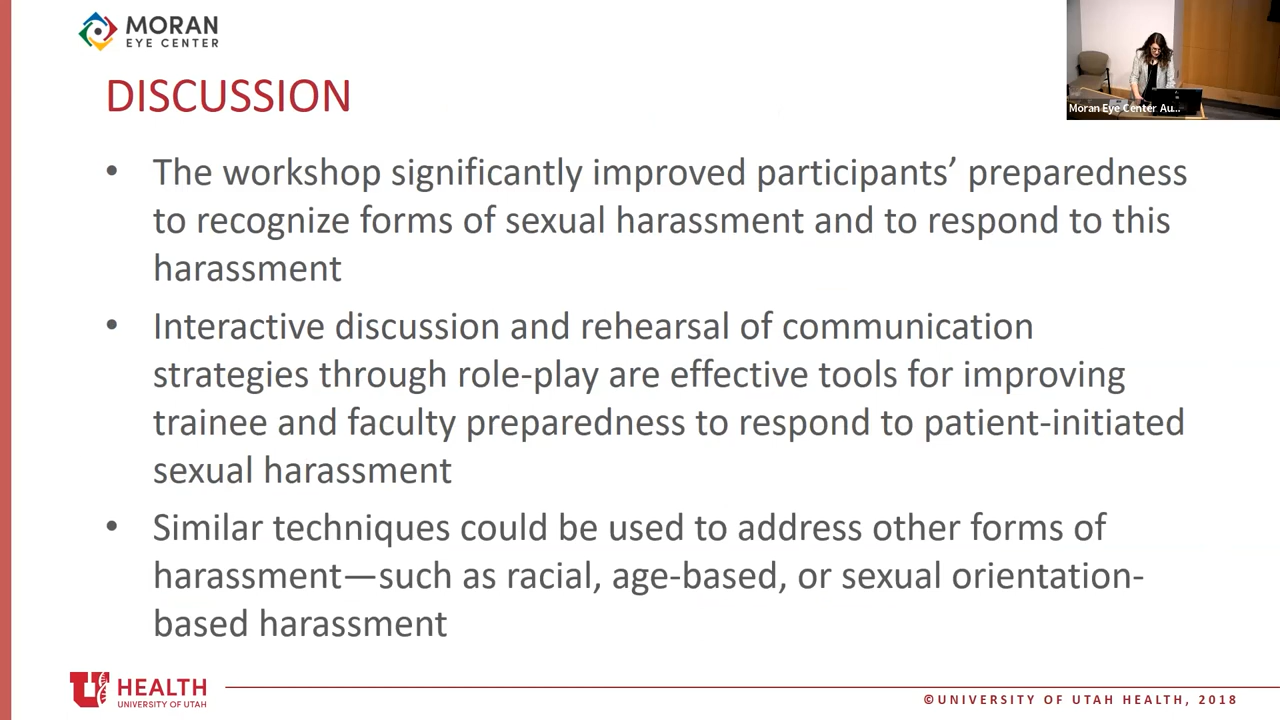 MORAN
EYE CENTER
DISCUSSION
Moran Eye Center Au...
• The workshop significantly improved participants’ preparedness
to recognize forms of sexual harassment and to respond to this
harassment
• Interactive discussion and rehearsal of communication
strategies through role-play are effective tools for improving
trainee and faculty preparedness to respond to patient-initiated
sexual harassment
• Similar techniques could be used to address other forms of
harassment—such as racial, age-based, or sexual orientation-
based harassment
U HEALTH
UNIVERSITY OF UTAH
©UNIVERSITY OF UTAH HEALTH, 2018